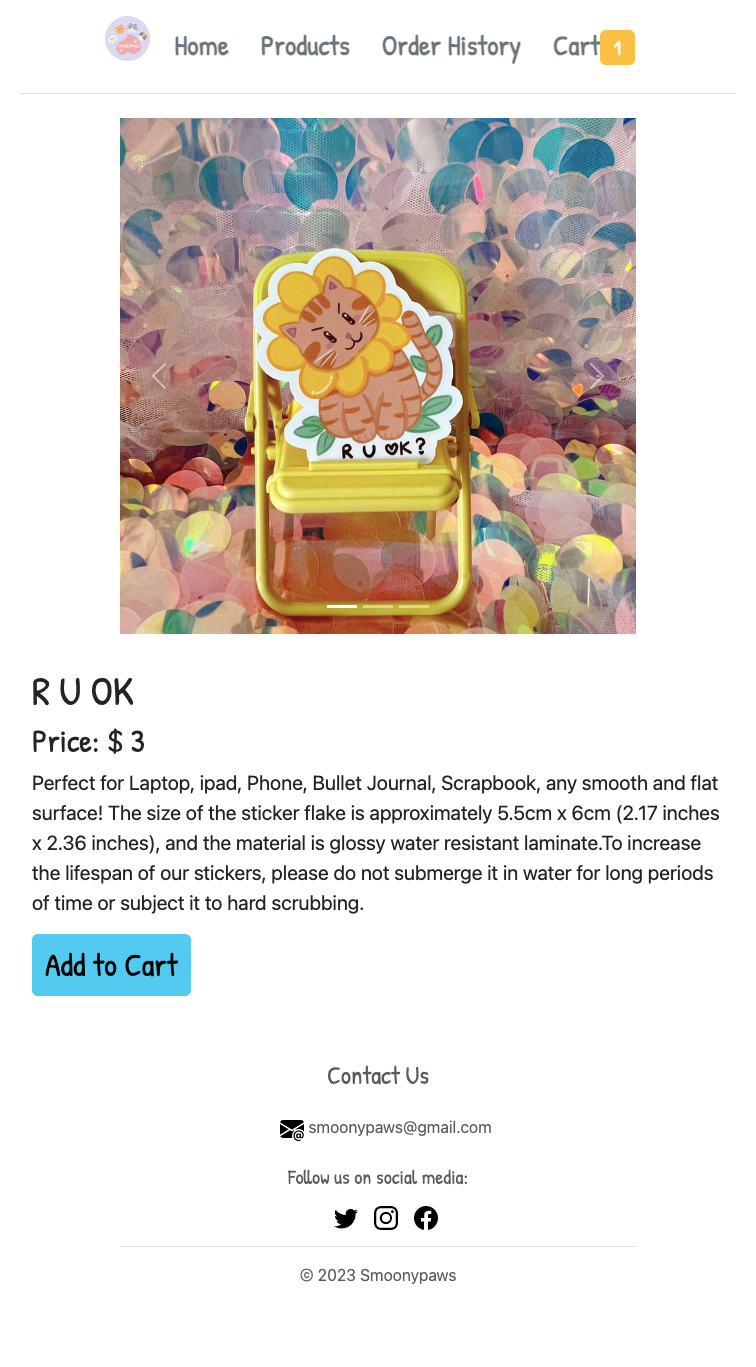 Home Products Order History Cart 1
R U OK?
R U OK
Price: $ 3
Perfect for Laptop, ipad, Phone, Bullet Journal, Scrapbook, any smooth and flat
surface! The size of the sticker flake is approximately 5.5cm x 6cm (2.17 inches
x 2.36 inches), and the material is glossy water resistant laminate.To increase
the lifespan of our stickers, please do not submerge it in water for long periods
of time or subject it to hard scrubbing.
Add to Cart
Contact Us
smoonypaws@gmail.com
Follow us on social media:
© 2023 Smoonypaws